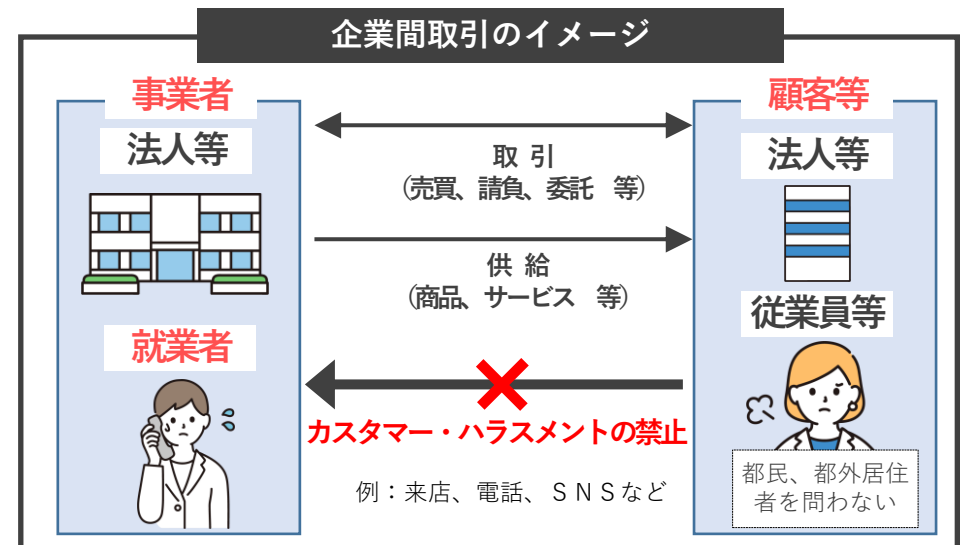 企業間取引のイメージ
事業者
法人等
就業者
取 引
（売買、請負、委託　等）
供 給
（商品、サービス　等）
カスタマー・ハラスメントの禁止
例：来店、電話、ＳＮＳなど
顧客等
法人等
従業員等
都民、都外居住
者を問わない